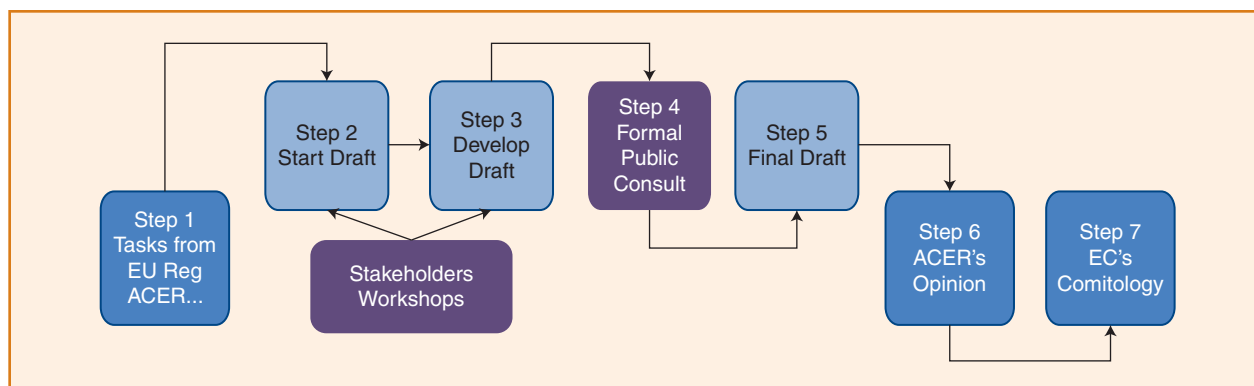 Step 1
Tasks from
EU Reg
ACER...
Step 2
Start Draft
Step 3
Develop
Draft
Stakeholders
Workshops
Step 4
Formal
Public
Consult
Step 5
Final Draft
Step 6
ACER's
Opinion
Step 7
EC's
Comitology